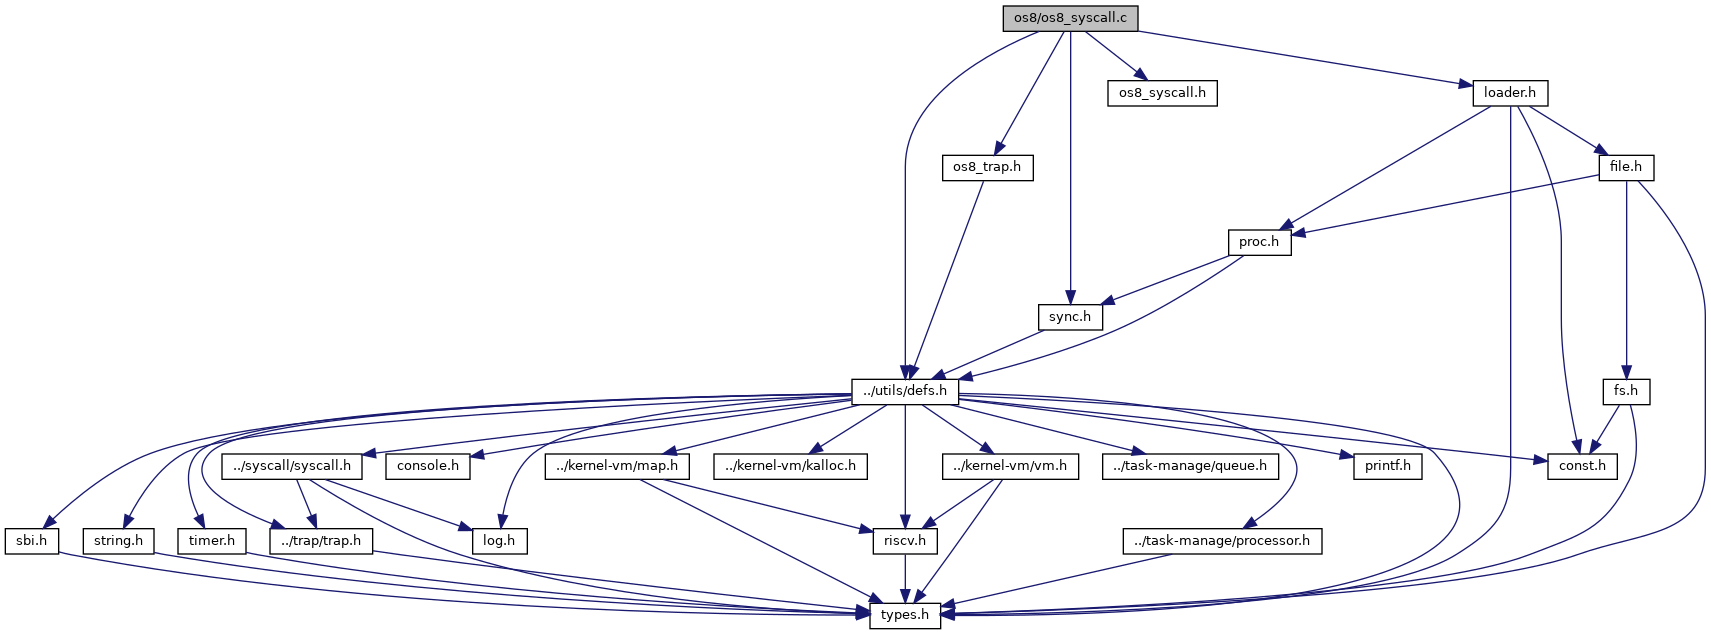 os8/os8_syscall.c
os8_syscall.h
loader.h
os8_trap.h
file.h
proc.h
sync.h
../utils/defs.h
fs.h
../syscall/syscall.h
console.h
../kernel-vm/map.h
../kernel-vm/kalloc.h
../kernel-vm/vm.h
../task-manage/queue.h
printf.h
const.h
sbi.h
string.h
timer.h
../trap/trap.h
log.h
riscv.h
../task-manage/processor.h
types.h